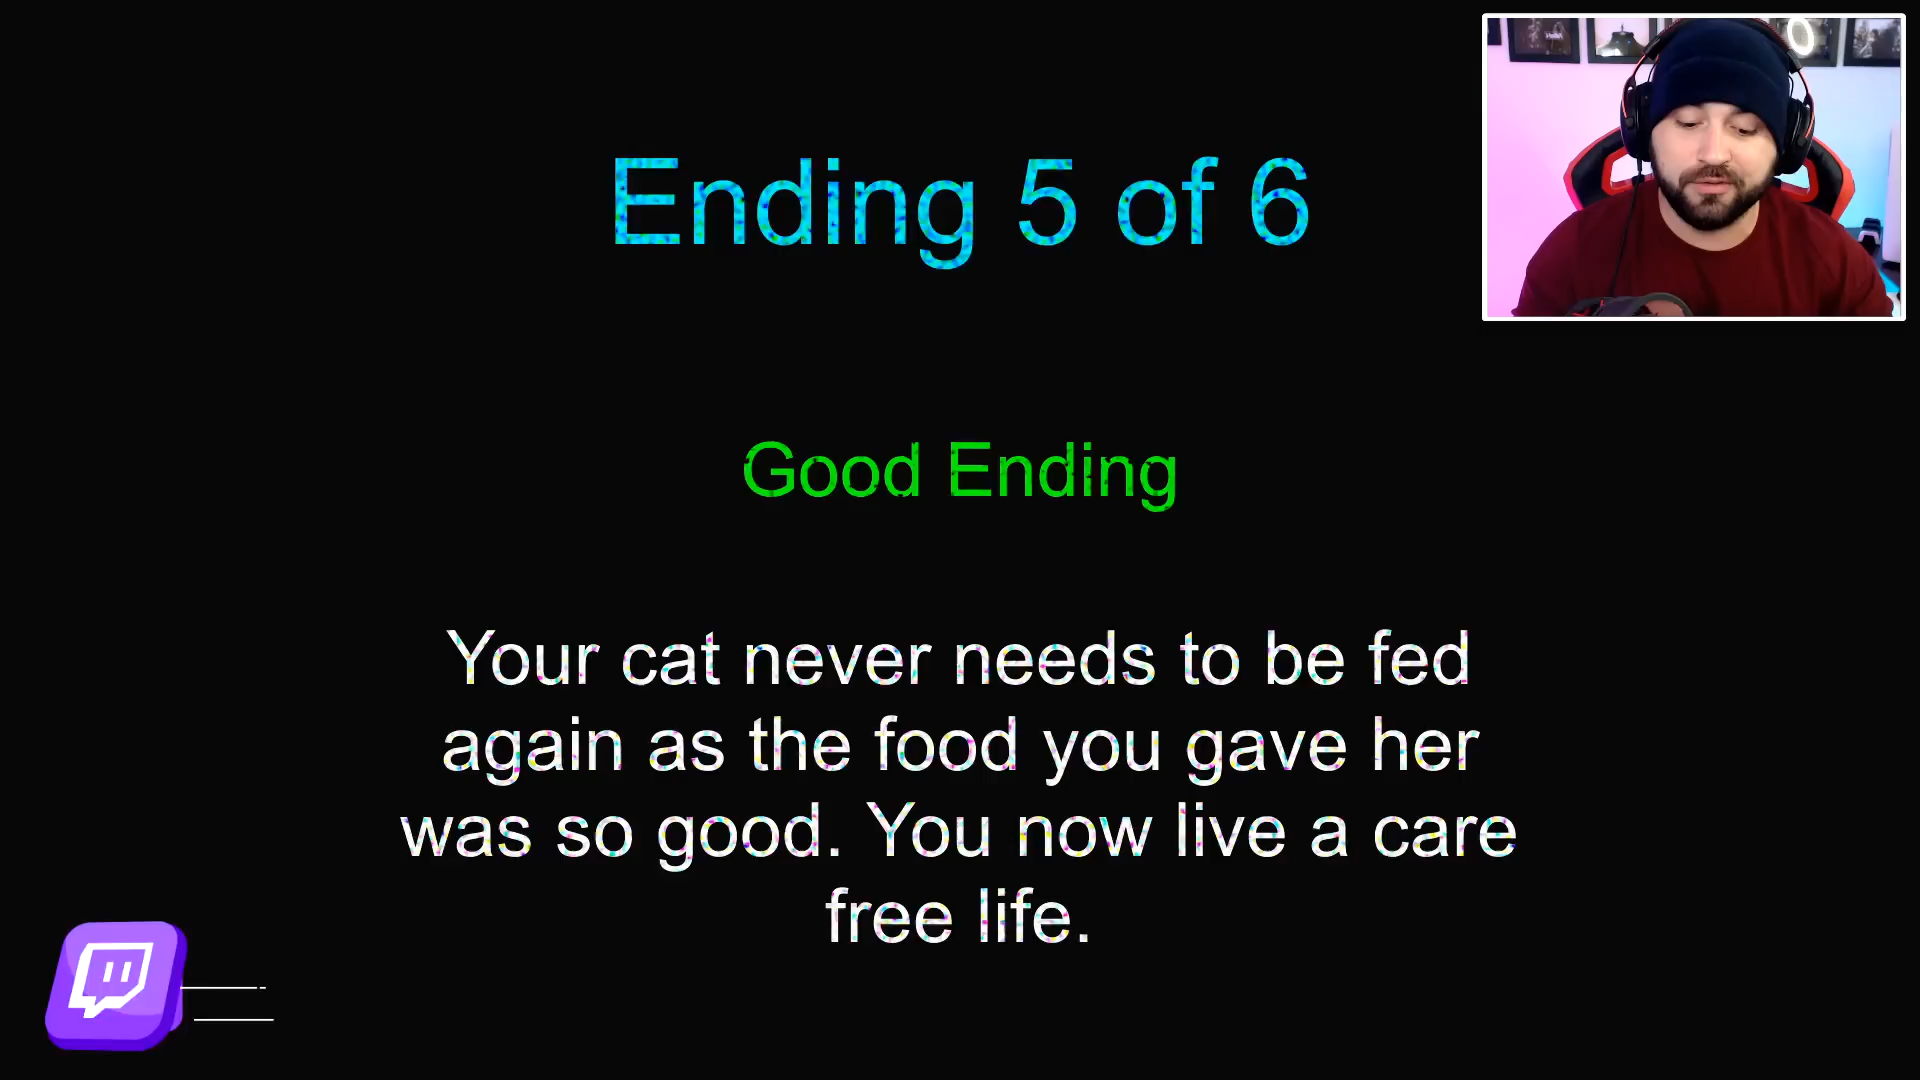 Ending 5 of 6
Good Ending
Your cat never needs to be fed
again as the food you gave her
was so good. You now live a care
free life.